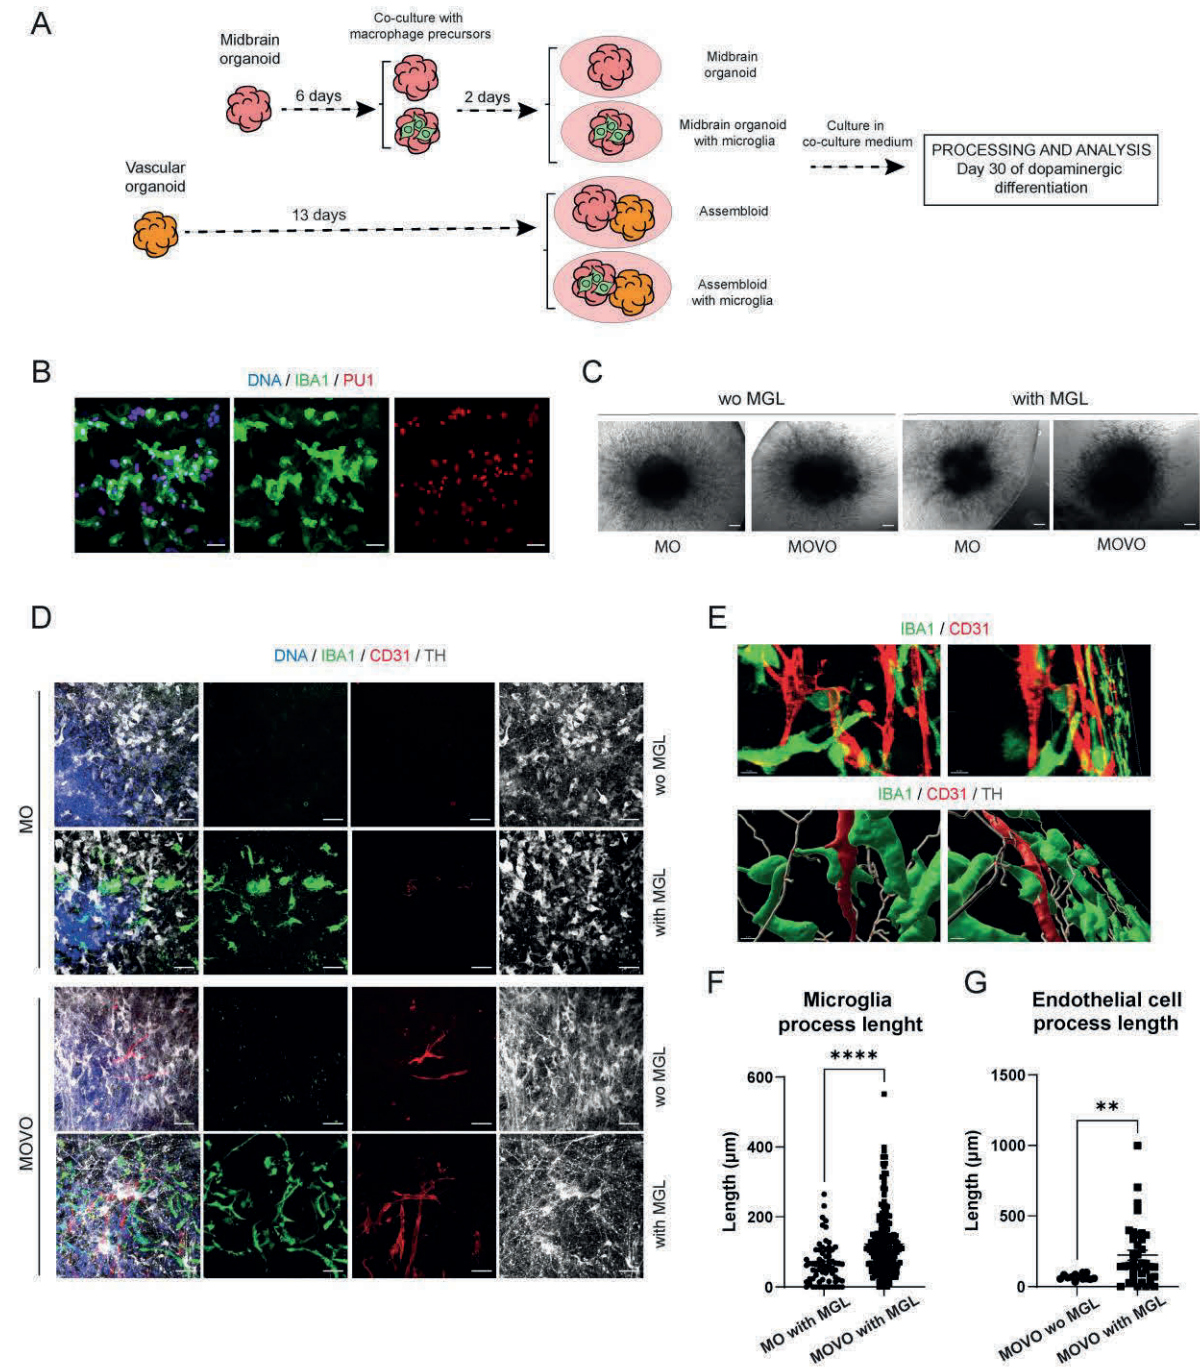 A
Midbrain
organoid
6 days
Co-culture with
macrophage precursors
2 days
Midbrain
organoid
Midbrain organoid
with microglia
Culture in
co-culture medium
PROCESSING AND ANALYSIS
Day 30 of dopaminergic
differentiation
Vascular
organoid
13 days
Assembloid
Assembloid
with microglia
B
DNA / IBA1 / PU1
C
wo MGL
with MGL
MO
MOVO
MO
MOVO
D
DNA / IBA1 / CD31 / TH
MO
wo MGL
with MGL
MOVO
wo MGL
with MGL
E
IBA1 / CD31
IBA1 / CD31 / TH
F
Microglia
process lenght
****
Length (µm)
600
400
200
0
MO with MGL
MOVO with MGL
G
Endothelial cell
process length
**
Length (µm)
1500
1000
500
0
MOVO wo MGL
MOVO with MGL